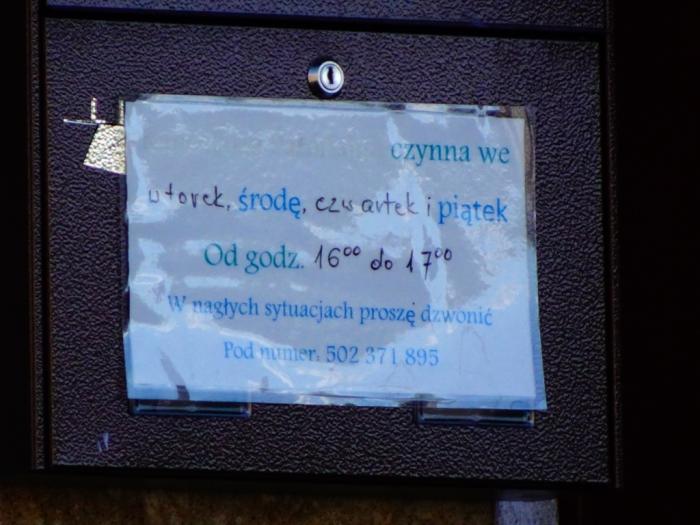 czynna we
wtorek, środę, czwartek i piątek
Od godz. 16⁰⁰ do 17⁰⁰
W nagłych sytuacjach proszę dzwonić
Pod numer: 502 371 895